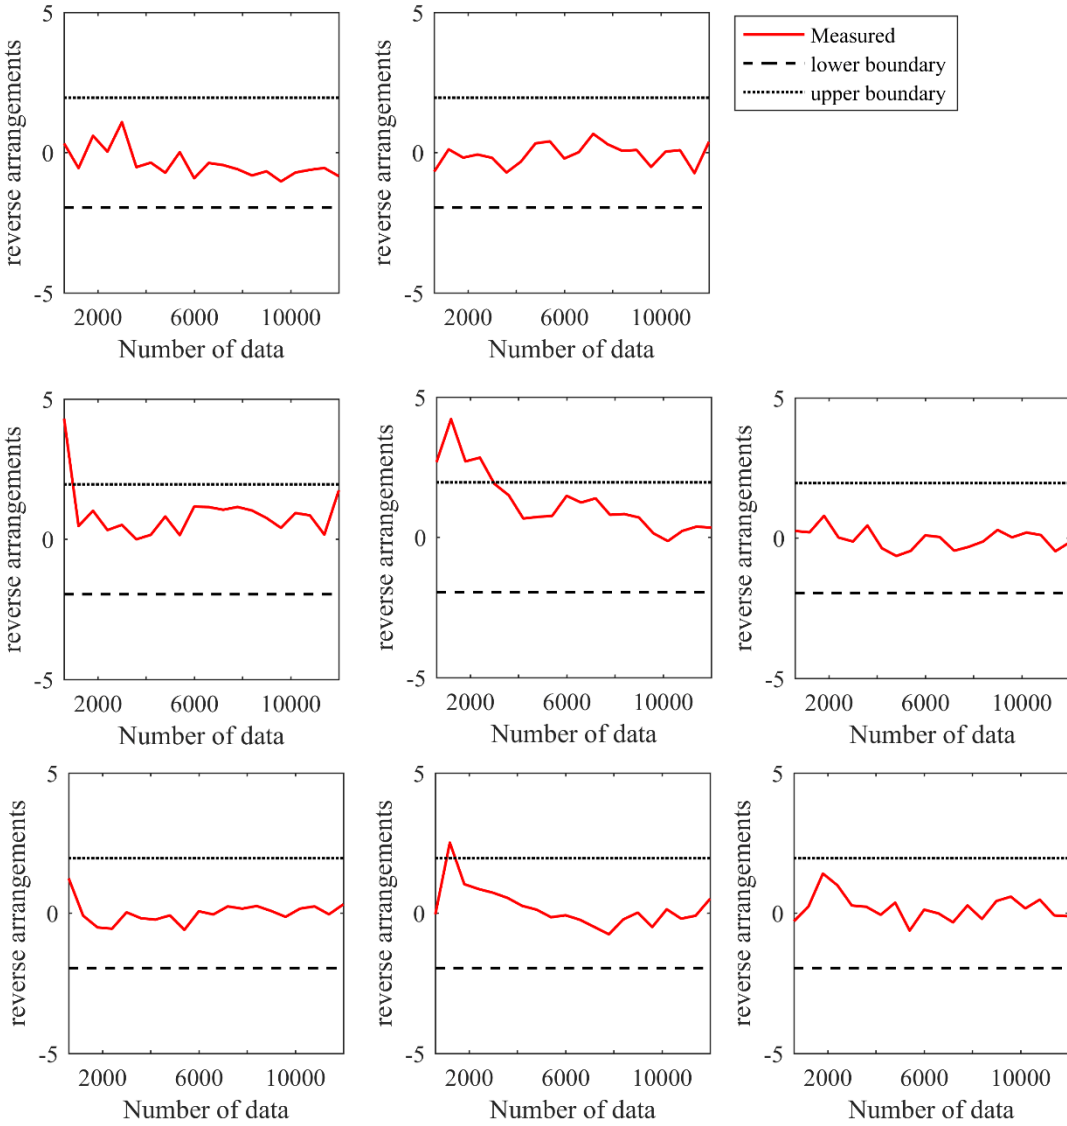 Measured
lower boundary
upper boundary
5
0
-5
reverse arrangements
2000 6000 10000
Number of data
5
0
-5
reverse arrangements
2000 6000 10000
Number of data
5
0
-5
reverse arrangements
2000 6000 10000
Number of data
5
0
-5
reverse arrangements
2000 6000 10000
Number of data
5
0
-5
reverse arrangements
2000 6000 10000
Number of data
5
0
-5
reverse arrangements
2000 6000 10000
Number of data
5
0
-5
reverse arrangements
2000 6000 10000
Number of data
5
0
-5
reverse arrangements
2000 6000 10000
Number of data